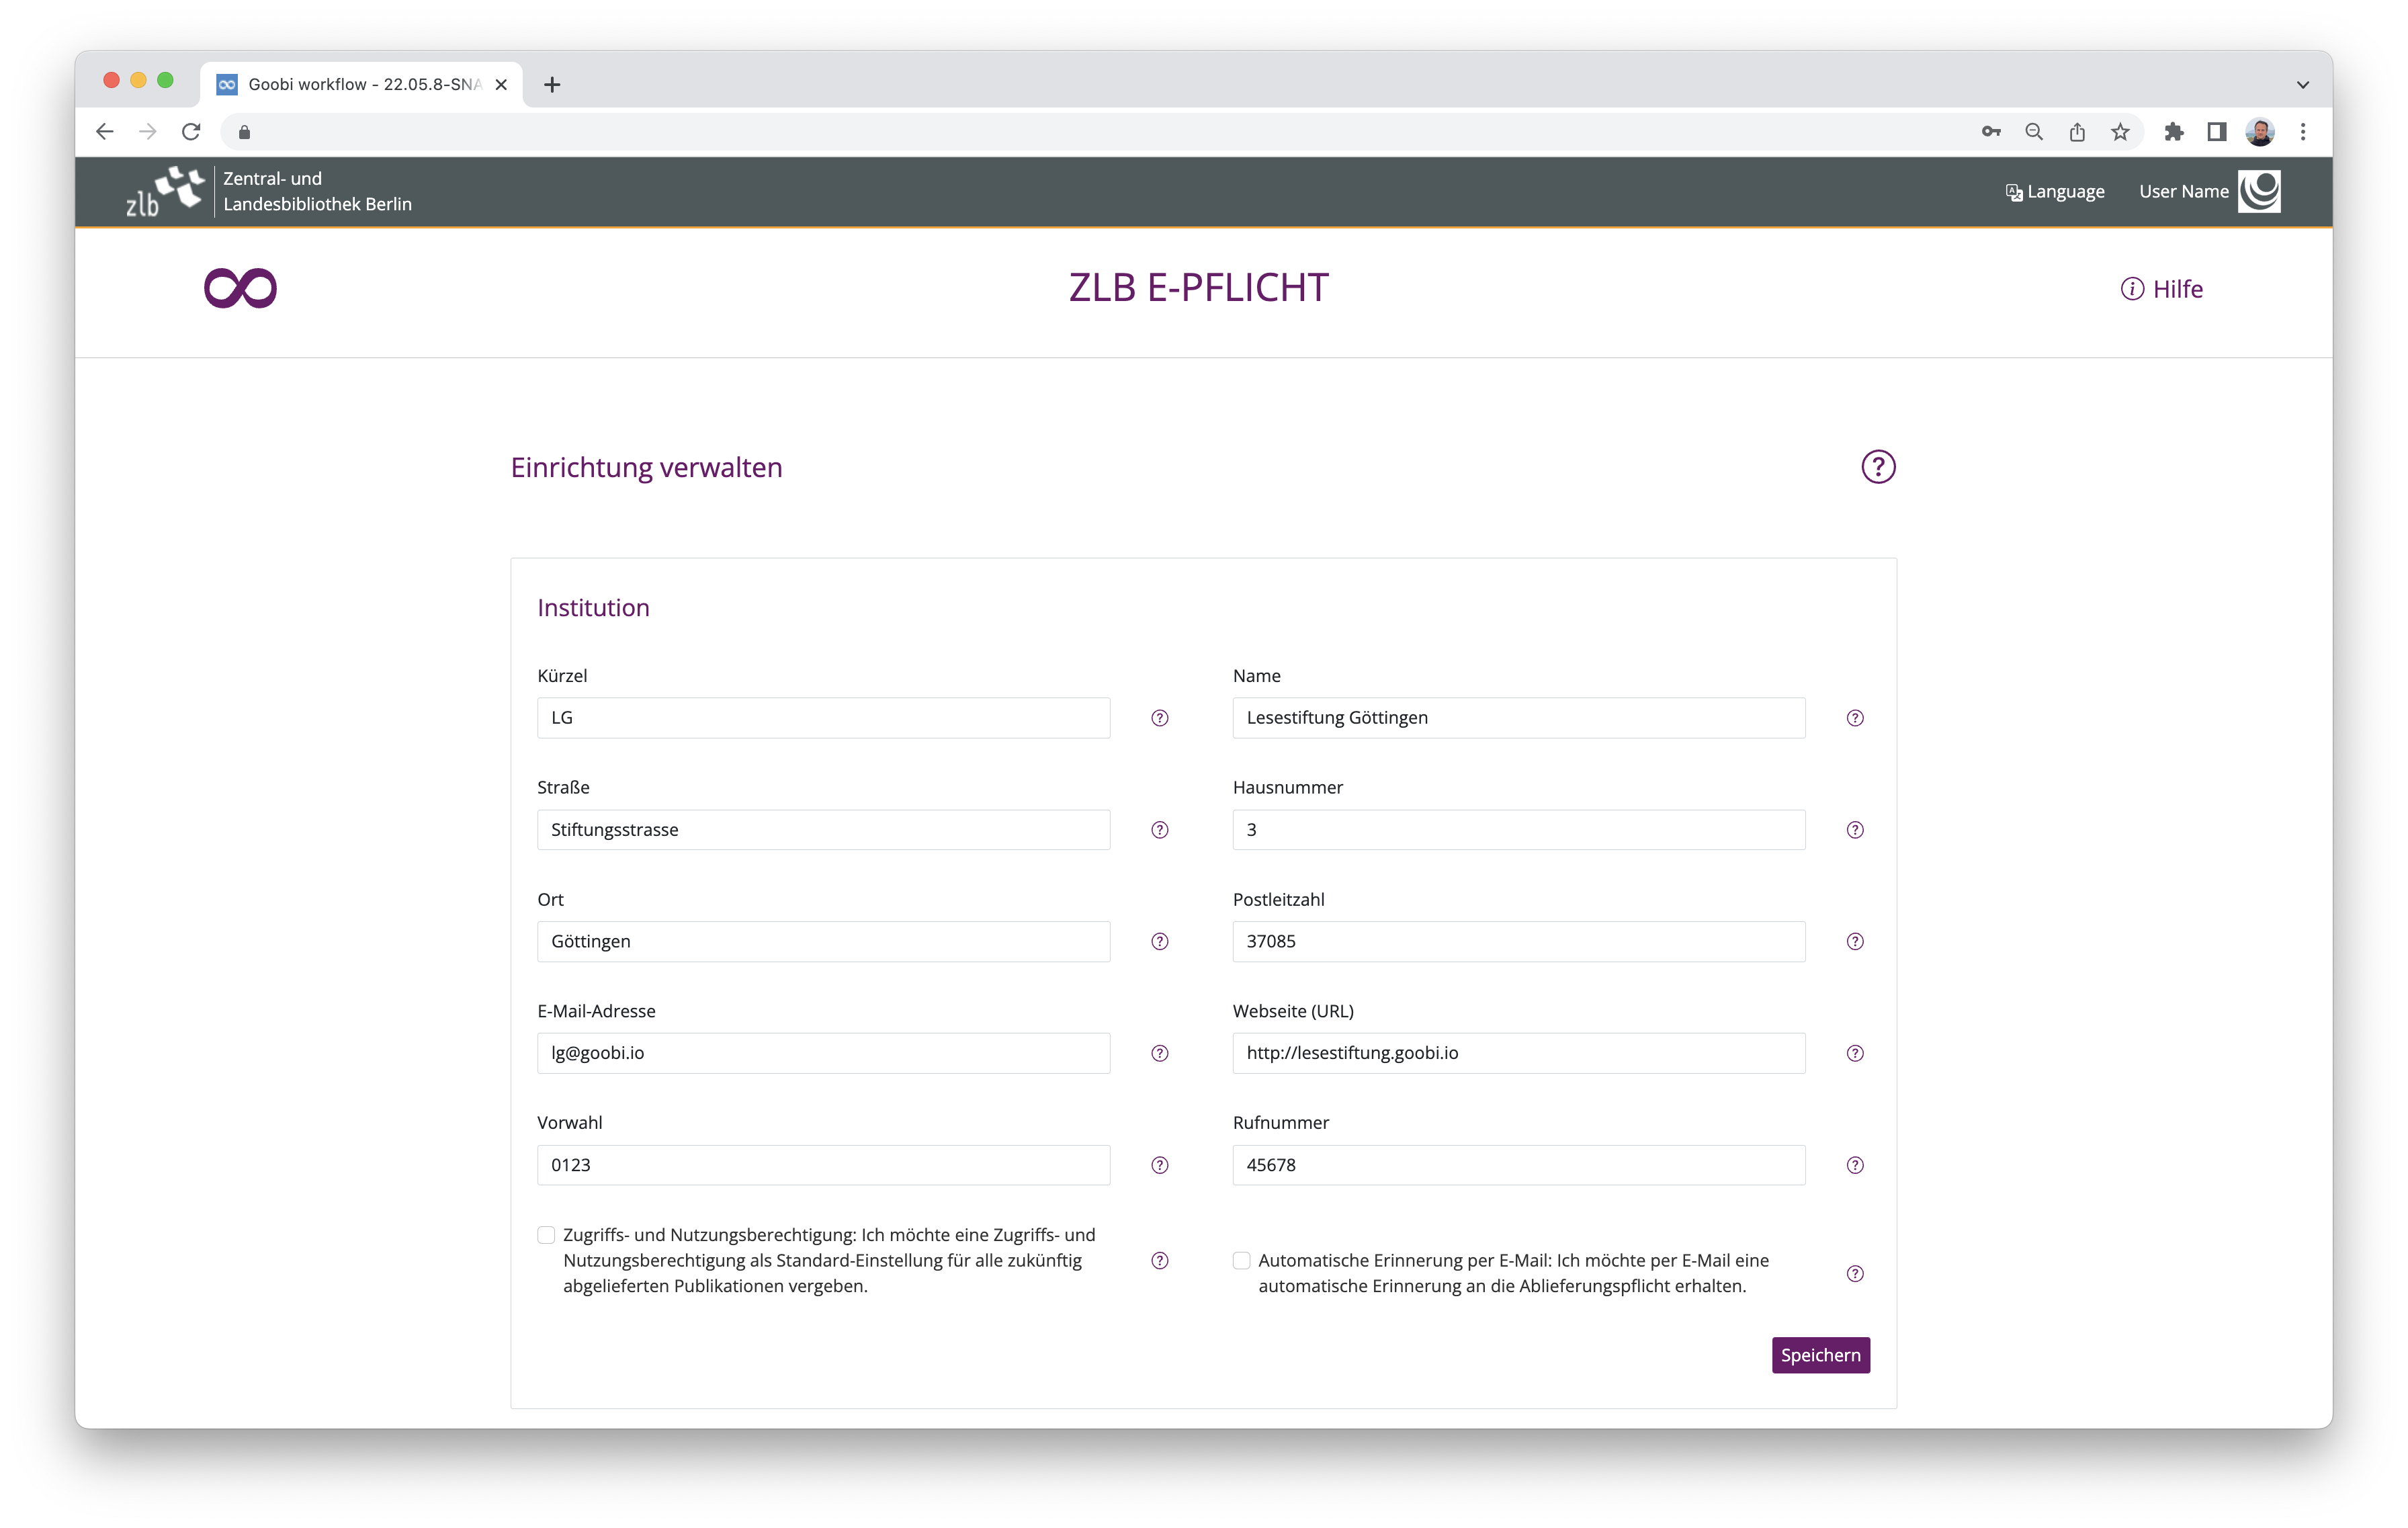 Goobi workflow - 22.05.8-SNA
zlb
Zentral- und
Landesbibliothek Berlin
Language
User Name
ZLB E-PFLICHT
Hilfe
Einrichtung verwalten
Institution
Kürzel
Name
LG
Lesestiftung Göttingen
Straße
Hausnummer
Stiftungsstrasse
3
Ort
Postleitzahl
Göttingen
37085
E-Mail-Adresse
Webseite (URL)
lg@goobi.io
http://lesestiftung.goobi.io
Vorwahl
Rufnummer
0123
45678
Zugriffs- und Nutzungsberechtigung: Ich möchte eine Zugriffs- und
Nutzungsberechtigung als Standard-Einstellung für alle zukünftig
abgelieferten Publikationen vergeben.
Automatische Erinnerung per E-Mail: Ich möchte per E-Mail eine
automatische Erinnerung an die Ablieferungspflicht erhalten.
Speichern